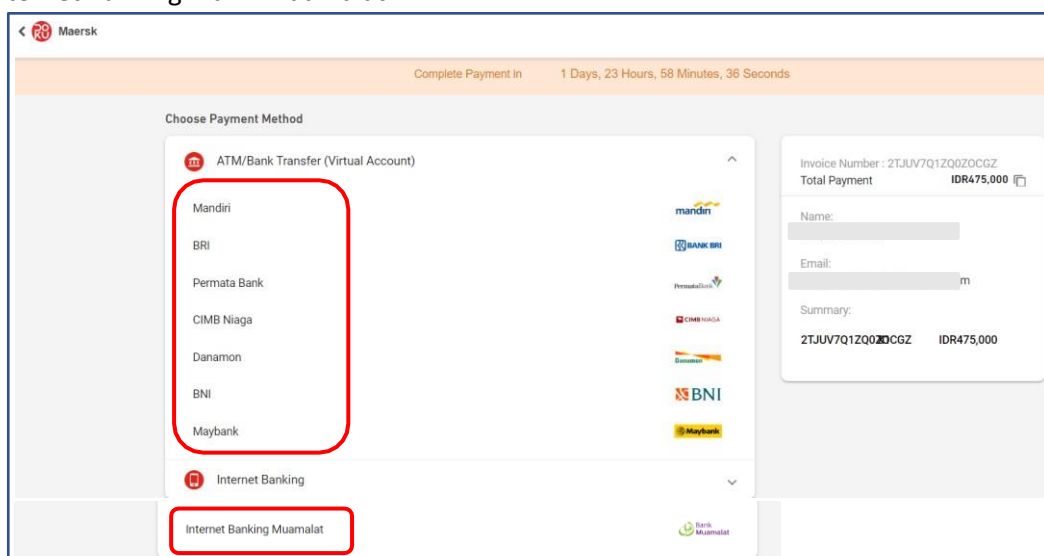 DOKU Maersk
Complete Payment in 1 Days, 23 Hours, 58 Minutes, 36 Seconds
Choose Payment Method
ATM/Bank Transfer (Virtual Account)
Mandiri mandiri
BRI BANK BRI
Permata Bank PermataBank
CIMB Niaga CIMB NIAGA
Danamon Danamon
BNI BNI
Maybank Maybank
Internet Banking
Internet Banking Muamalat Bank Muamalat
Invoice Number : 2TJUV7Q1ZQ0ZOCGZ
Total Payment IDR475,000
Name:
Email:
m
Summary:
IDR475,000